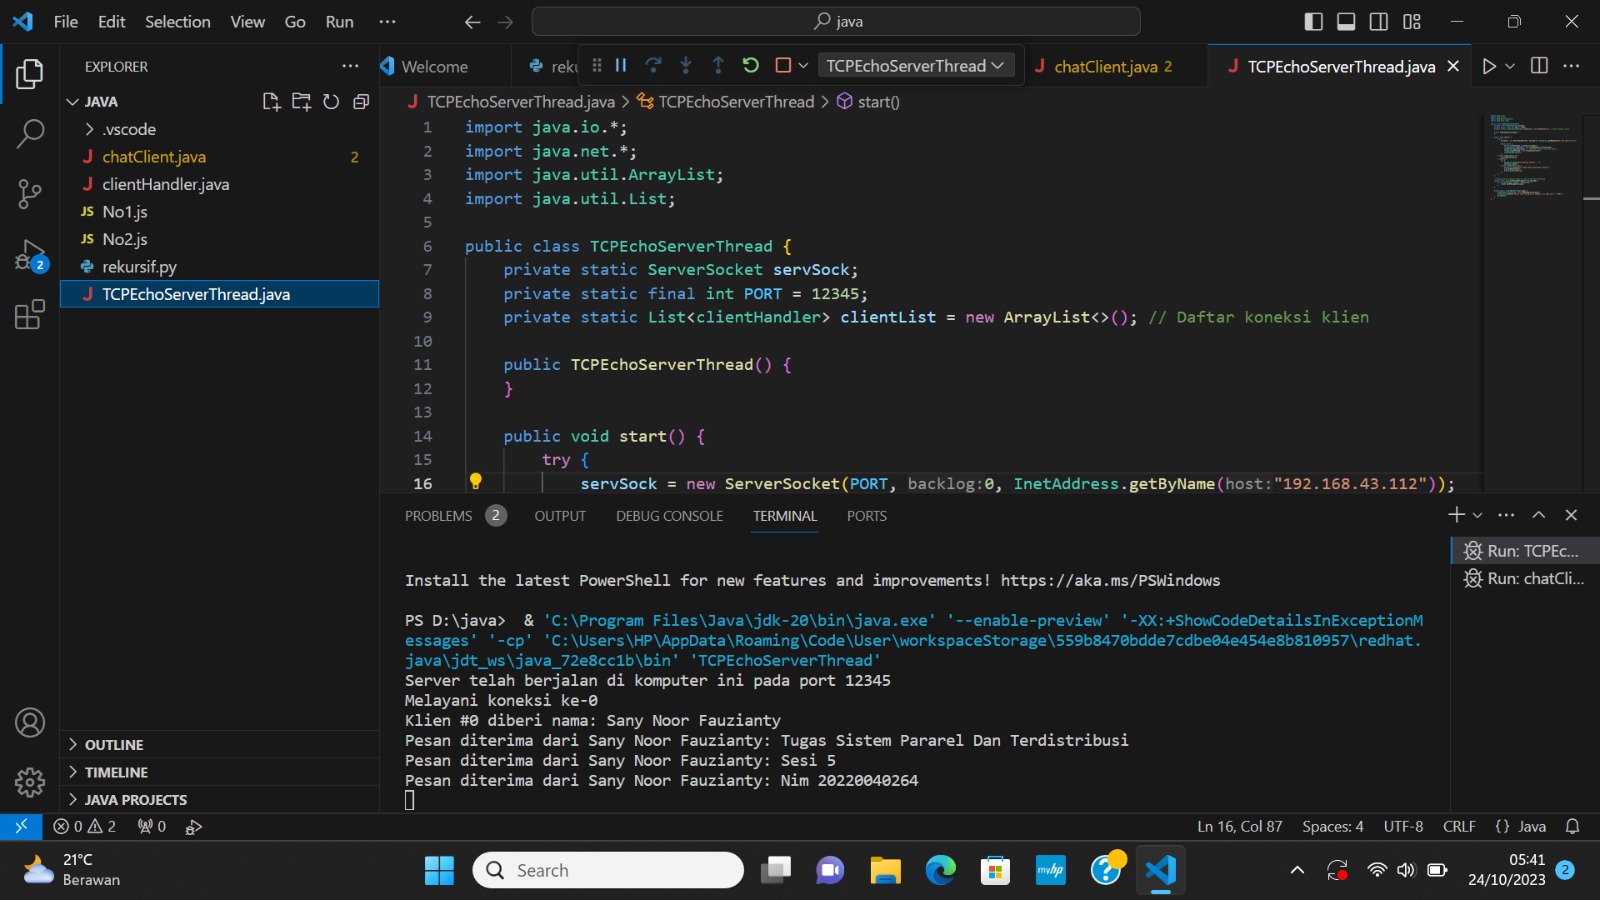 File Edit Selection View Go Run ··· java
EXPLORER ···
Welcome
TCPEchoServerThread
chatClient.java 2
TCPEchoServerThread.java
JAVA
.vscode
chatClient.java 2
clientHandler.java
JS No1.js
JS No2.js
rekursif.py
TCPEchoServerThread.java
2
OUTLINE
TIMELINE
JAVA PROJECTS
TCPEchoServerThread.java > TCPEchoServerThread > start()
1 import java.io.*;
2 import java.net.*;
3 import java.util.ArrayList;
4 import java.util.List;
5
6 public class TCPEchoServerThread {
7 private static ServerSocket servSock;
8 private static final int PORT = 12345;
9 private static List<clientHandler> clientList = new ArrayList<>(); // Daftar koneksi klien
10
11 public TCPEchoServerThread() {
12 }
13
14 public void start() {
15 try {
16 servSock = new ServerSocket(PORT, backlog:0, InetAddress.getByName(host:"192.168.43.112"));
PROBLEMS 2 OUTPUT DEBUG CONSOLE TERMINAL PORTS
Run: TCPEc...
Run: chatCli...
Install the latest PowerShell for new features and improvements! https://aka.ms/PSWindows
PS D:\java> & 'C:\Program Files\Java\jdk-20\bin\java.exe' '--enable-preview' '-XX:+ShowCodeDetailsInExceptionM
essages' '-cp' 'C:\Users\HP\AppData\Roaming\Code\User\workspaceStorage\559b8470bdde7cdbe04e454e8b810957\redhat.
java\jdt_ws\java_72e8cc1b\bin' 'TCPEchoServerThread'
Server telah berjalan di komputer ini pada port 12345
Melayani koneksi ke-0
Klien #0 diberi nama: Sany Noor Fauzianty
Pesan diterima dari Sany Noor Fauzianty: Tugas Sistem Pararel Dan Terdistribusi
Pesan diterima dari Sany Noor Fauzianty: Sesi 5
Pesan diterima dari Sany Noor Fauzianty: Nim 20220040264
0 2 0 Ln 16, Col 87 Spaces: 4 UTF-8 CRLF {} Java
21°C
Berawan
Search
myhp
05:41
24/10/2023
2